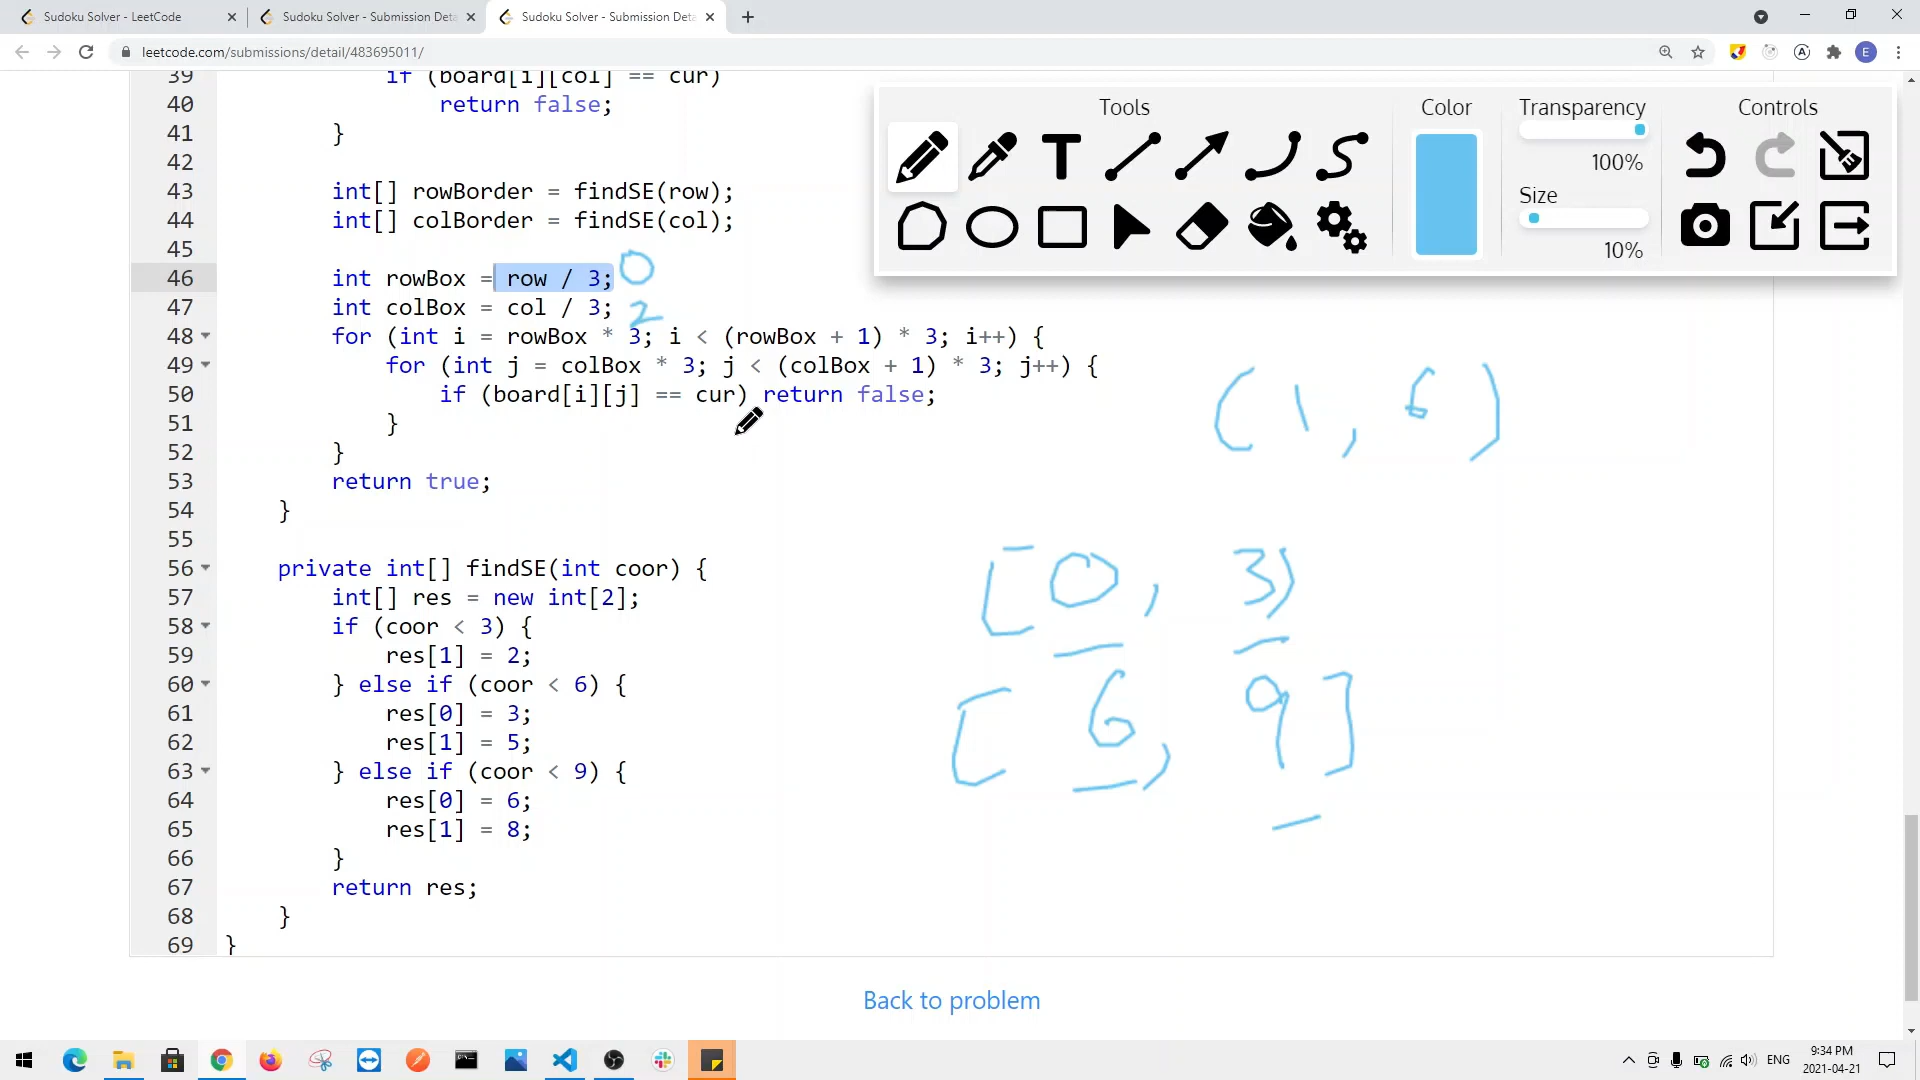 Sudoku Solver - LeetCode
Sudoku Solver - Submission Deta
Sudoku Solver - Submission Deta
leetcode.com/submissions/detail/483695011/
E
39 if (board[i][col] == cur)
40 return false;
41 }
42
43 int[] rowBorder = findSE(row);
44 int[] colBorder = findSE(col);
45
46 int rowBox = row / 3; 0
47 int colBox = col / 3; 2
48 for (int i = rowBox * 3; i < (rowBox + 1) * 3; i++) {
49 for (int j = colBox * 3; j < (colBox + 1) * 3; j++) {
50 if (board[i][j] == cur) return false;
51 }
52 }
53 return true;
54 }
55
56 private int[] findSE(int coor) {
57 int[] res = new int[2];
58 if (coor < 3) {
59 res[1] = 2;
60 } else if (coor < 6) {
61 res[0] = 3;
62 res[1] = 5;
63 } else if (coor < 9) {
64 res[0] = 6;
65 res[1] = 8;
66 }
67 return res;
68 }
69 }
Tools
Color
Transparency
100%
Size
10%
Controls
(1, 6)
[0, 3)
[6, 9]
Back to problem
ENG
9:34 PM
2021-04-21